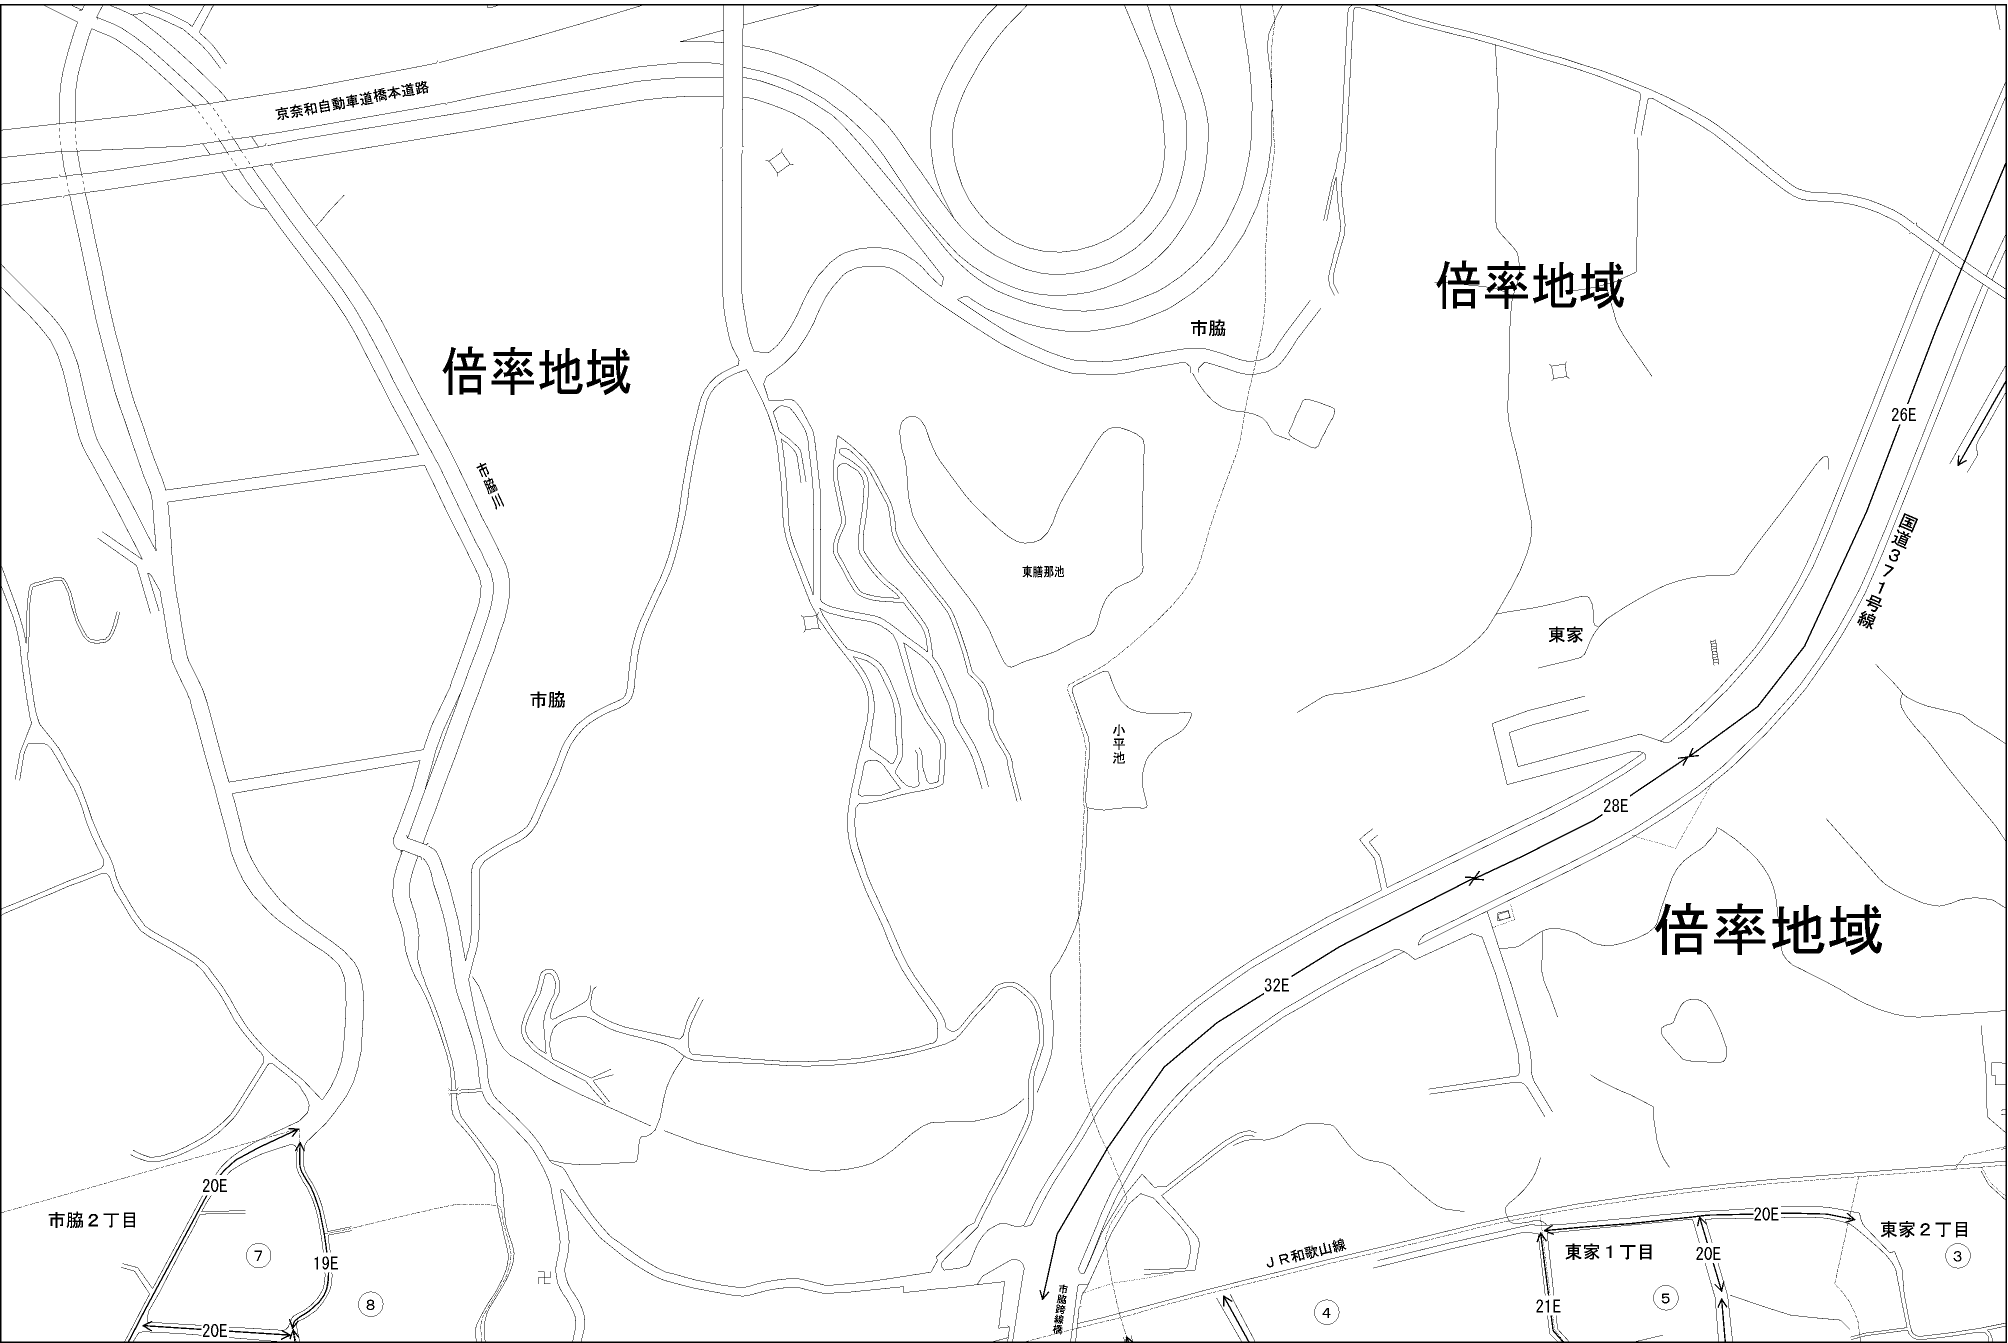 京奈和自動車道橋本道路
倍率地域
市脇
倍率地域
26E
市脇川
国道371号線
東膳那池
東家
市脇
小平池
28E
倍率地域
32E
20E
市脇2丁目
7
19E
8
20E
市脇跨線橋
JR和歌山線
4
20E
東家1丁目
20E
21E
5
東家2丁目
3